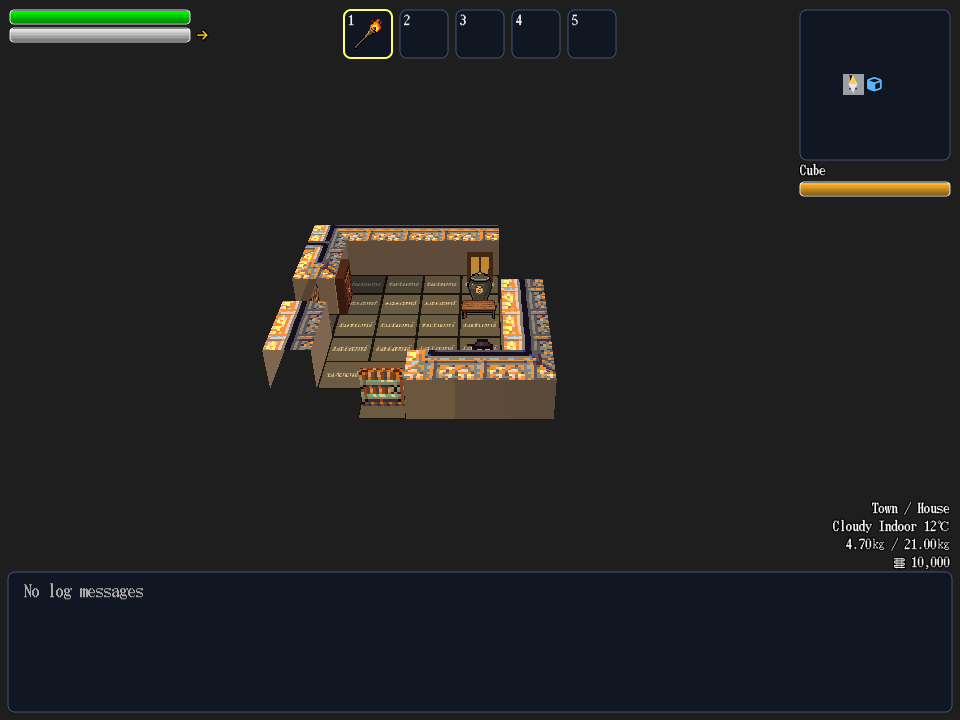 1
2
3
4
5
Cube
Town / House
Cloudy Indoor 12℃
4.70kg / 21.00kg
10,000
No log messages